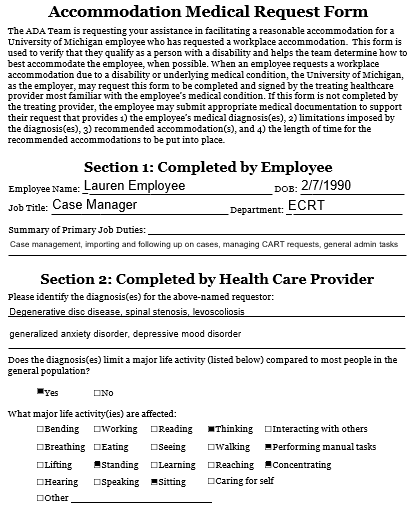 Accommodation Medical Request Form
The ADA Team is requesting your assistance in facilitating a reasonable accommodation for a
University of Michigan employee who has requested a workplace accommodation.  This form is
used to verify that they qualify as a person with a disability and helps the team determine how to
best accommodate the employee, when possible. When an employee requests a workplace
accommodation due to a disability or underlying medical condition, the University of Michigan,
as the employer, may request this form to be completed and signed by the treating healthcare
provider most familiar with the employee's medical condition. If this form is not completed by
the treating provider, the employee may submit appropriate medical documentation to support
their request that provides 1) the employee's medical diagnosis(es), 2) limitations imposed by
the diagnosis(es), 3) recommended accommodation(s), and 4) the length of time for the
recommended accommodations to be put into place.
Section 1: Completed by Employee
Employee Name: Lauren Employee DOB: 2/7/1990
Job Title: Case Manager Department: ECRT
Summary of Primary Job Duties:
Case management, importing and following up on cases, managing CART requests, general admin tasks
Section 2: Completed by Health Care Provider
Please identify the diagnosis(es) for the above-named requestor:
Degenerative disc disease, spinal stenosis, levoscoliosis
generalized anxiety disorder, depressive mood disorder
Does the diagnosis(es) limit a major life activity (listed below) compared to most people in the
general population?
■Yes □No
What major life activity(ies) are affected:
□Bending □Working □Reading ■Thinking □Interacting with others
□Breathing □Eating □Seeing □Walking ■Performing manual tasks
□Lifting ■Standing □Learning □Reaching ■Concentrating
□Hearing □Speaking ■Sitting □Caring for self
□Other